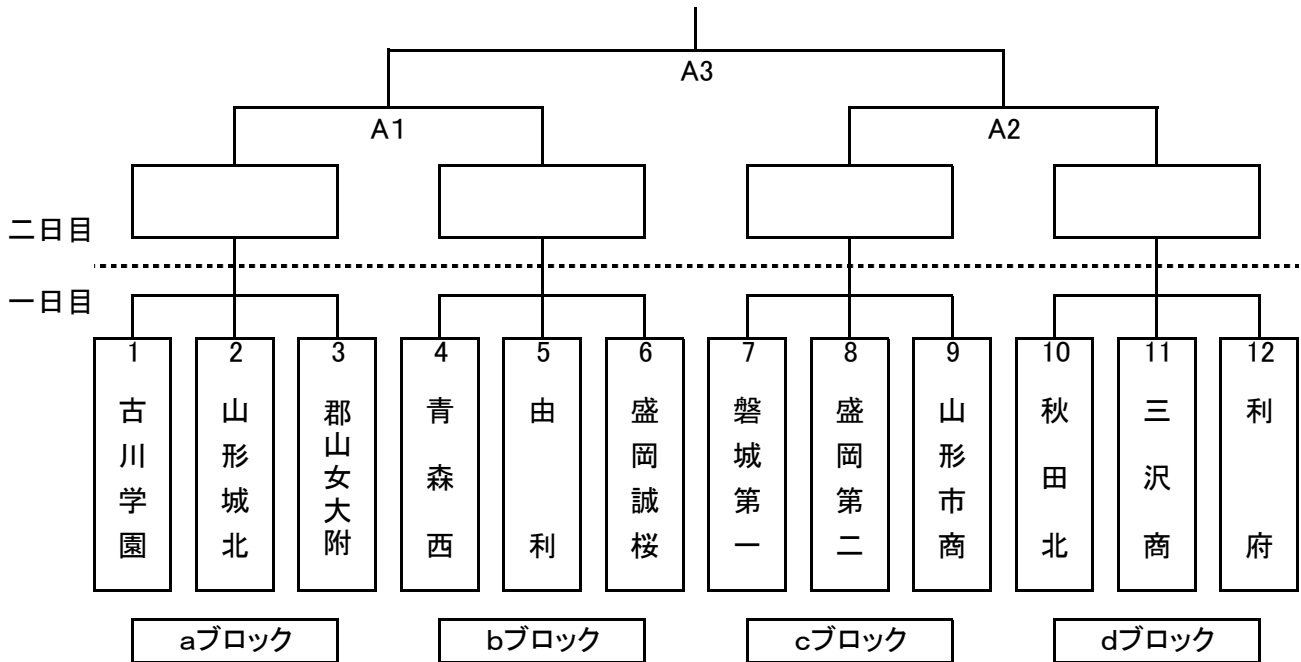 A3
A1
A2
二日目
一日目
1
古川学園
2
山形城北
3
郡山女大附
4
青森西
5
由利
6
盛岡誠桜
7
磐城第一
8
盛岡第二
9
山形市商
10
秋田北
11
三沢商
12
利府
aブロック
bブロック
cブロック
dブロック